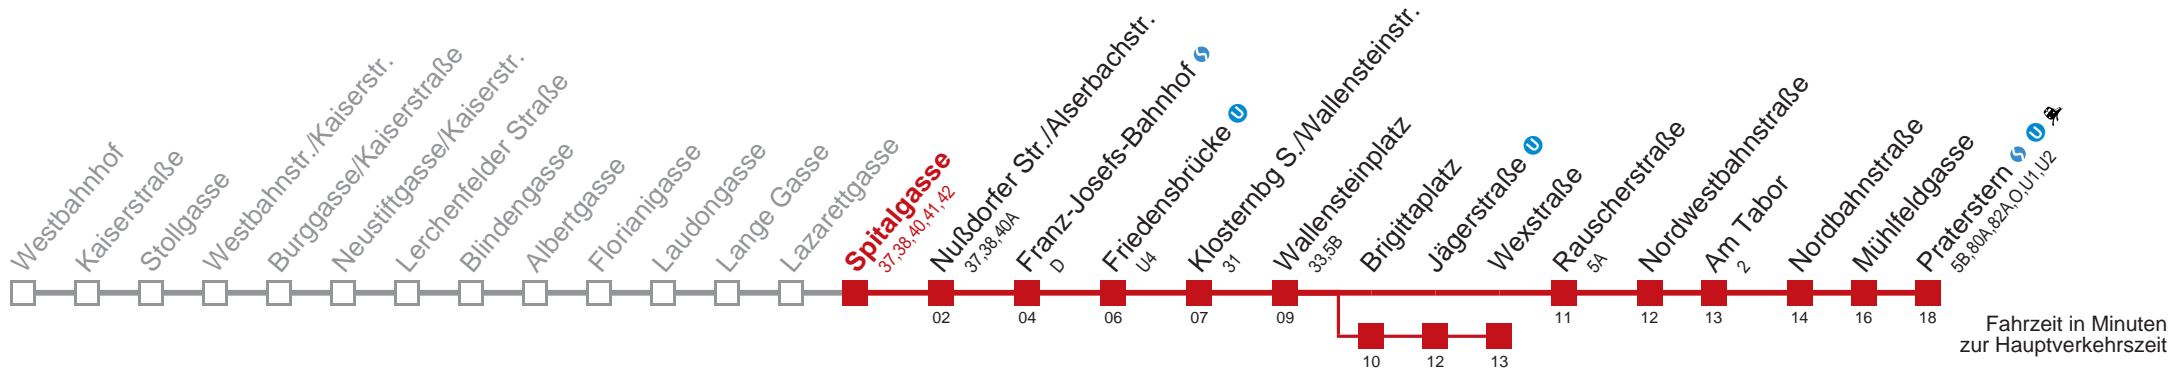 Westbahnhof
Kaiserstraße
Stollgasse
Westbahnstr./Kaiserstr.
Burggasse/Kaiserstraße
Neustiftgasse/Kaiserstr.
Lerchenfelder Straße
Blindengasse
Albertgasse
Florianigasse
Laudongasse
Lange Gasse
Lazarettgasse
Spitalgasse
37,38,40,41,42
Nußdorfer Str./Alserbachstr.
37,38,40A
Franz-Josefs-Bahnhof S
D
Friedensbrücke U
U4
Klosternbg S./Wallensteinstr.
31
Wallensteinplatz
33,5B
Brigittaplatz
Jägerstraße U
Wexstraße
Rauscherstraße
5A
Nordwestbahnstraße
Am Tabor
2
Nordbahnstraße
Mühlfeldgasse
Praterstern S U
5B,80A,82A,O,U1,U2
02 04 06 07 09 11 12 13 14 16 18
10 12 13
Fahrzeit in Minuten
zur Hauptverkehrszeit